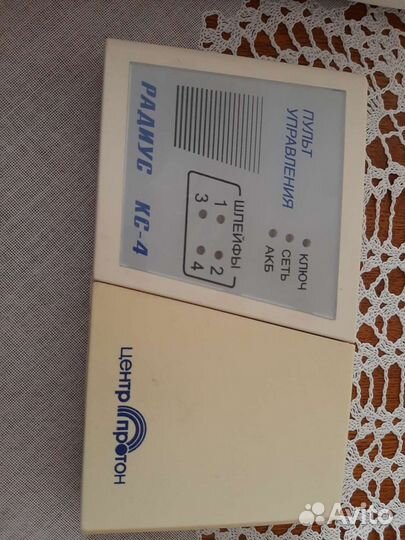 ПУЛЬТ
УПРАВЛЕНИЯ
КЛЮЧ
СЕТЬ
АКБ
ШЛЕЙФЫ
1 2
3 4
РАДИУС КС-4
ЦЕНТР
ПРОТОН
Avito